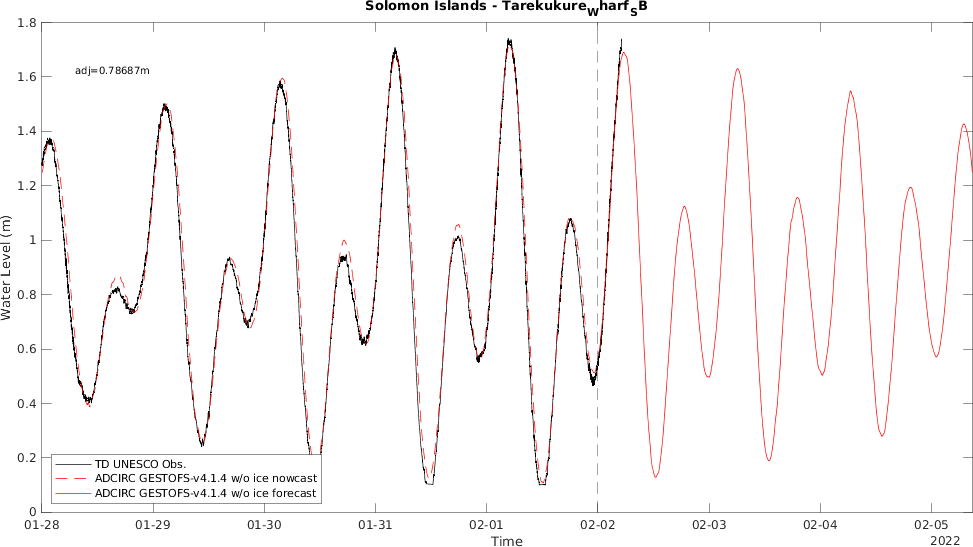 Solomon Islands - TarekukureWharfSB
1.8
adj=0.78687m
1.6
1.4
1.2
1
0.8
0.6
0.4
0.2
0
Water Level (m)
TD UNESCO Obs.
ADCIRC GESTOFS-v4.1.4 w/o ice nowcast
ADCIRC GESTOFS-v4.1.4 w/o ice forecast
01-28 01-29 01-30 01-31 02-01 02-02 02-03 02-04 02-05
Time
2022